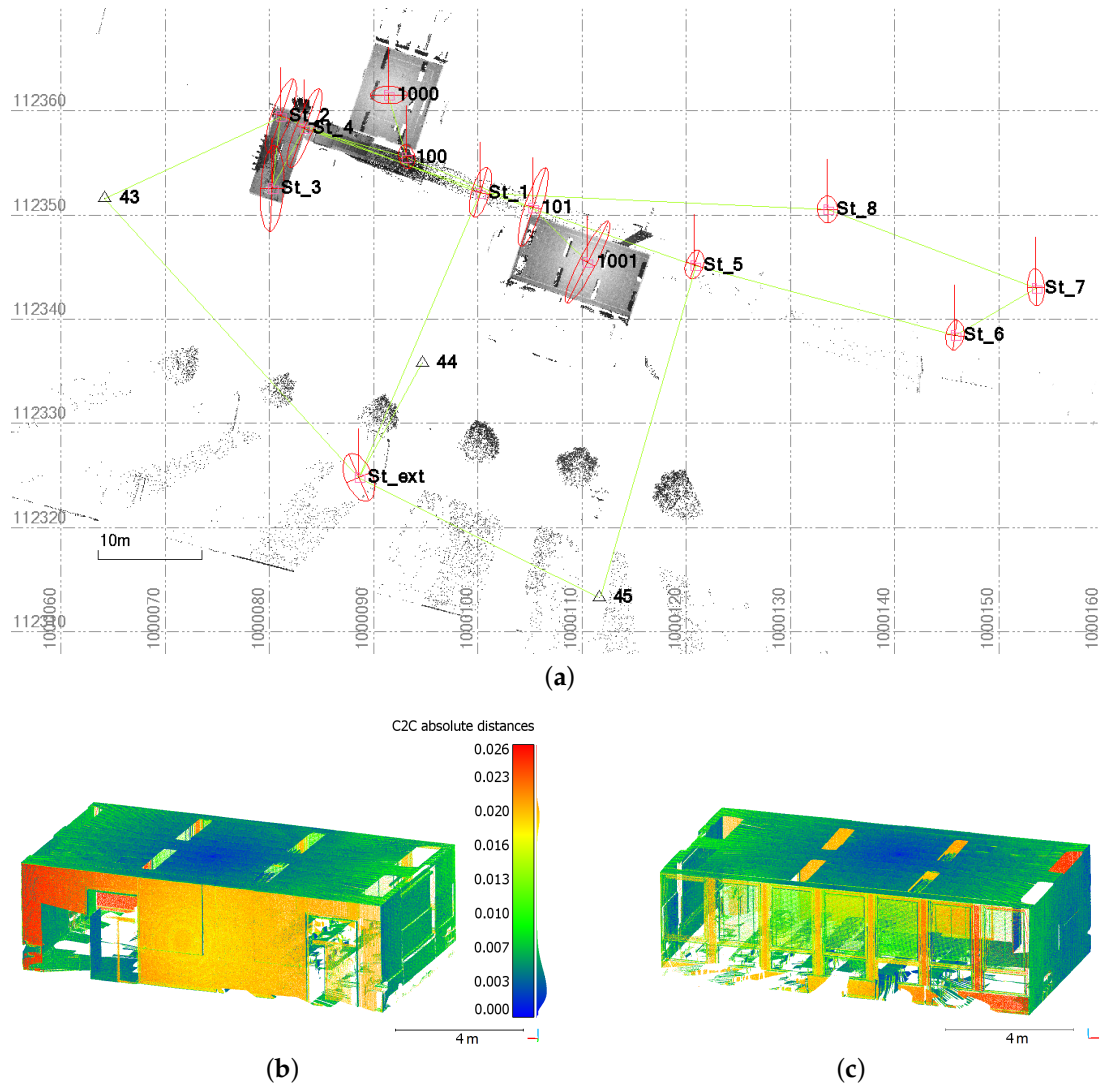 112360
112350
112340
112330
112320
112310
1000060
1000070
1000080
1000090
1000100
1000110
1000120
1000130
1000140
1000150
1000160
1000
St_2
St_4
100
43
St_3
St_1
101
St_8
1001
St_5
St_7
St_6
44
St_ext
10m
45
(a)
C2C absolute distances
0.026
0.023
0.020
0.016
0.013
0.010
0.007
0.003
0.000
4 m
4 m
(b)
(c)